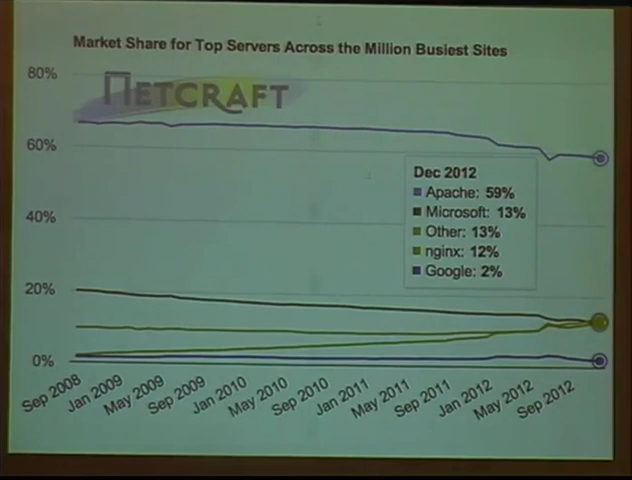 Market Share for Top Servers Across the Million Busiest Sites
NETCRAFT
80%
60%
40%
20%
0%
Dec 2012
Apache: 59%
Microsoft: 13%
Other: 13%
nginx: 12%
Google: 2%
Sep 2008
Jan 2009
May 2009
Sep 2009
Jan 2010
May 2010
Sep 2010
Jan 2011
May 2011
Sep 2011
Jan 2012
May 2012
Sep 2012